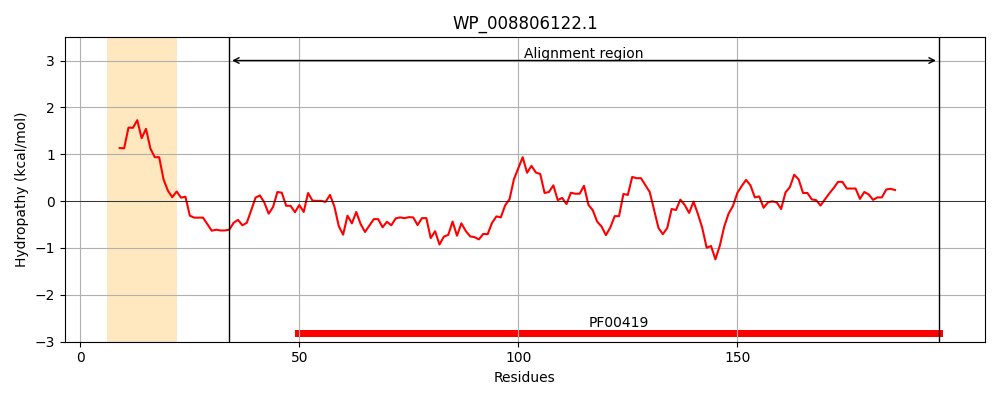 WP_008806122.1
Alignment region
Hydropathy (kcal/mol)
3
2
1
0
−1
−2
−3
PF00419
0
50
100
150
Residues